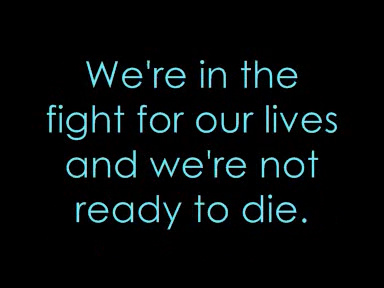 We're in the
fight for our lives
and we're not
ready to die.